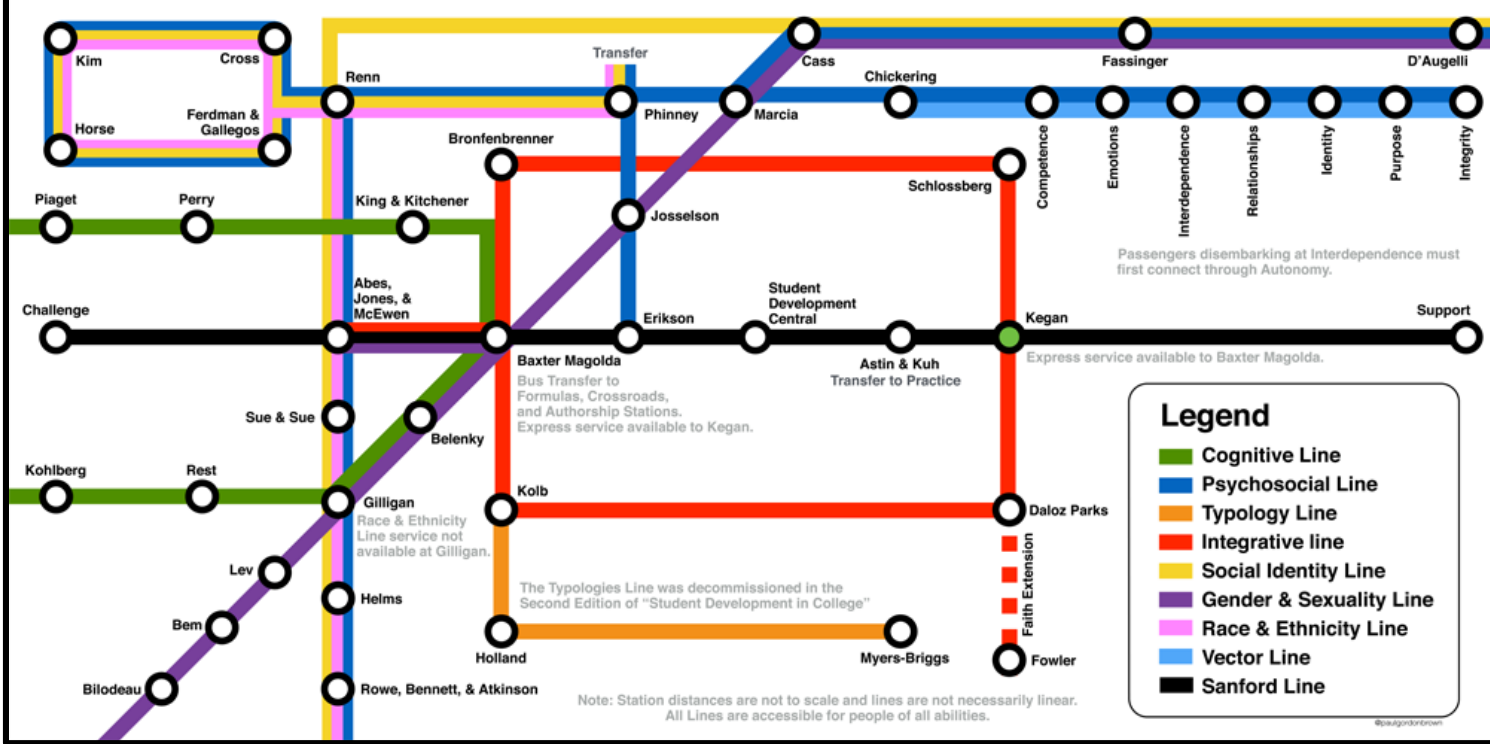 Kim
Cross
Horse
Ferdman &
Gallegos
Renn
Transfer
Phinney
Marcia
Cass
Chickering
Fassinger
D'Augelli
Competence
Emotions
Interdependence
Relationships
Identity
Purpose
Integrity
Passengers disembarking at Interdependence must
first connect through Autonomy.
Bronfenbrenner
Schlossberg
Piaget
Perry
King & Kitchener
Josselson
Challenge
Abes,
Jones, &
McEwen
Baxter Magolda
Bus Transfer to
Formulas, Crossroads,
and Authorship Stations.
Express service available to Kegan.
Erikson
Student
Development
Central
Astin & Kuh
Transfer to Practice
Kegan
Express service available to Baxter Magolda.
Support
Sue & Sue
Belenky
Kohlberg
Rest
Gilligan
Race & Ethnicity
Line service not
available at Gilligan.
Kolb
Daloz Parks
Faith Extension
Fowler
Lev
Bem
Bilodeau
Helms
Rowe, Bennett, & Atkinson
The Typologies Line was decommissioned in the
Second Edition of "Student Development in College"
Holland
Myers-Briggs
Note: Station distances are not to scale and lines are not necessarily linear.
All Lines are accessible for people of all abilities.
Legend
Cognitive Line
Psychosocial Line
Typology Line
Integrative line
Social Identity Line
Gender & Sexuality Line
Race & Ethnicity Line
Vector Line
Sanford Line
@paulgordonbrown